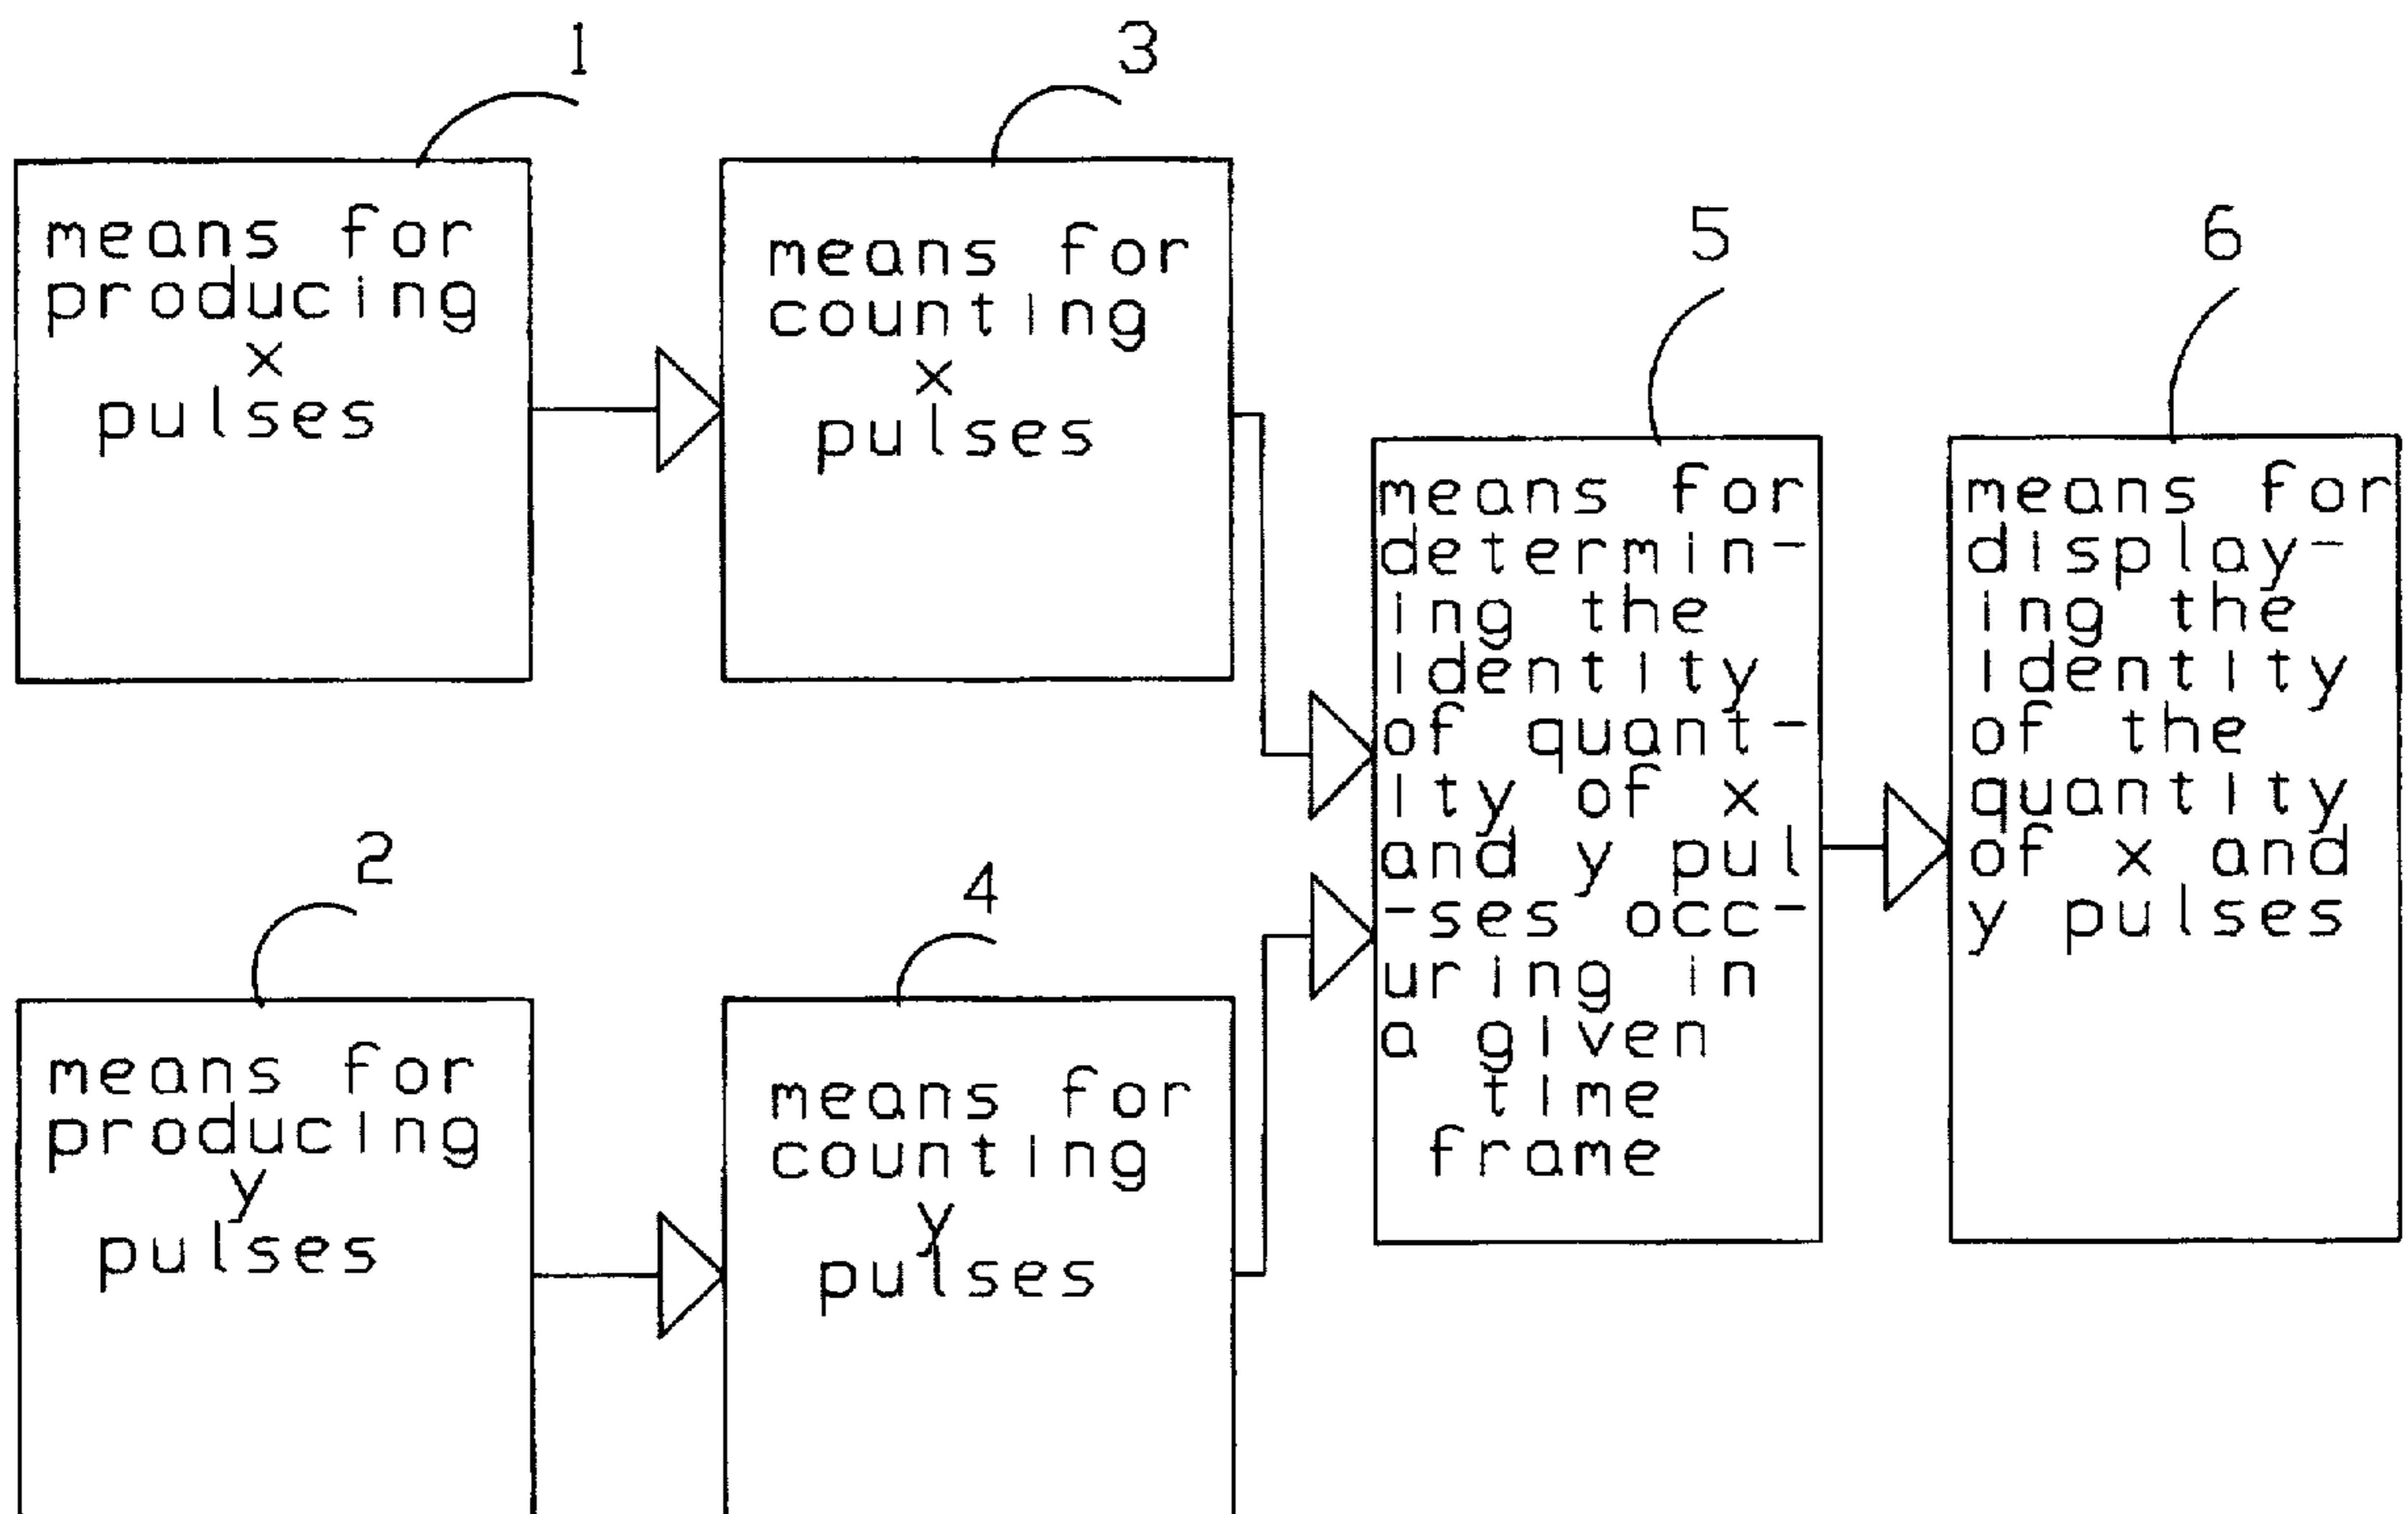 1
means for
producing
x
pulses
3
means for
counting
x
pulses
2
means for
producing
y
pulses
4
means for
counting
y
pulses
5
means for
determin-
ing the
identity
of quant-
ity of x
and y pul
-ses occ-
uring in
a given
time
frame
6
means for
display-
ing the
identity
of the
quantity
of x and
y pulses